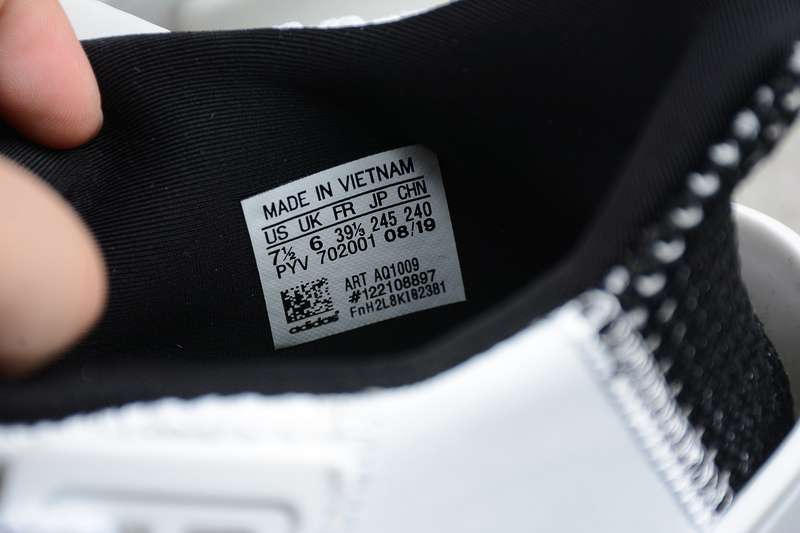 MADE IN VIETNAM
US UK FR JP CHN
7½ 6 39⅓ 245 240
PYV 702001 08/19
ART AQ1009
#122108897
FnH2L8KI82381
adidas